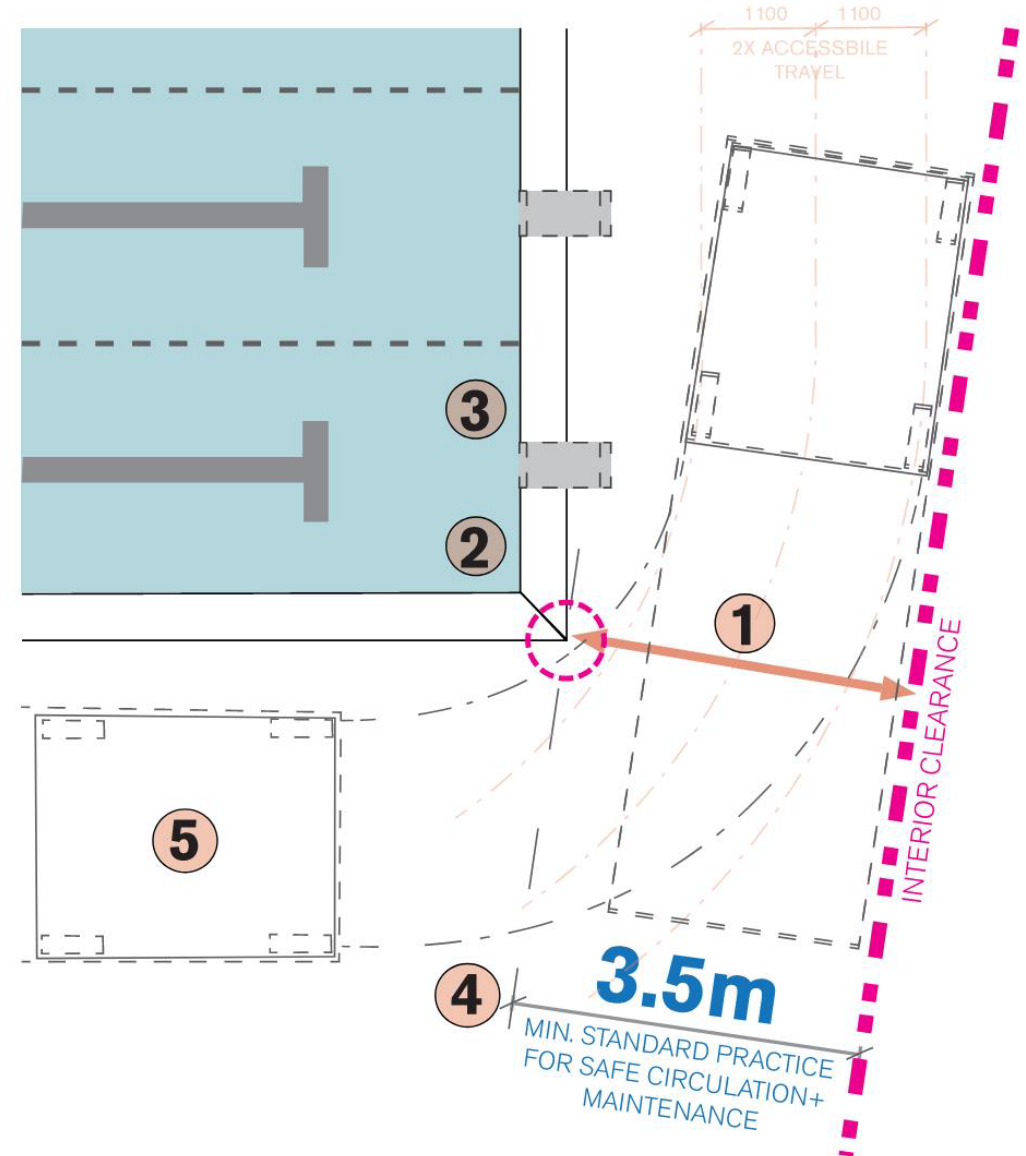 1100 1100
2X ACCESSBILE
TRAVEL
3
2
1
INTERIOR CLEARANCE
5
4
3.5m
MIN. STANDARD PRACTICE
FOR SAFE CIRCULATION+
MAINTENANCE